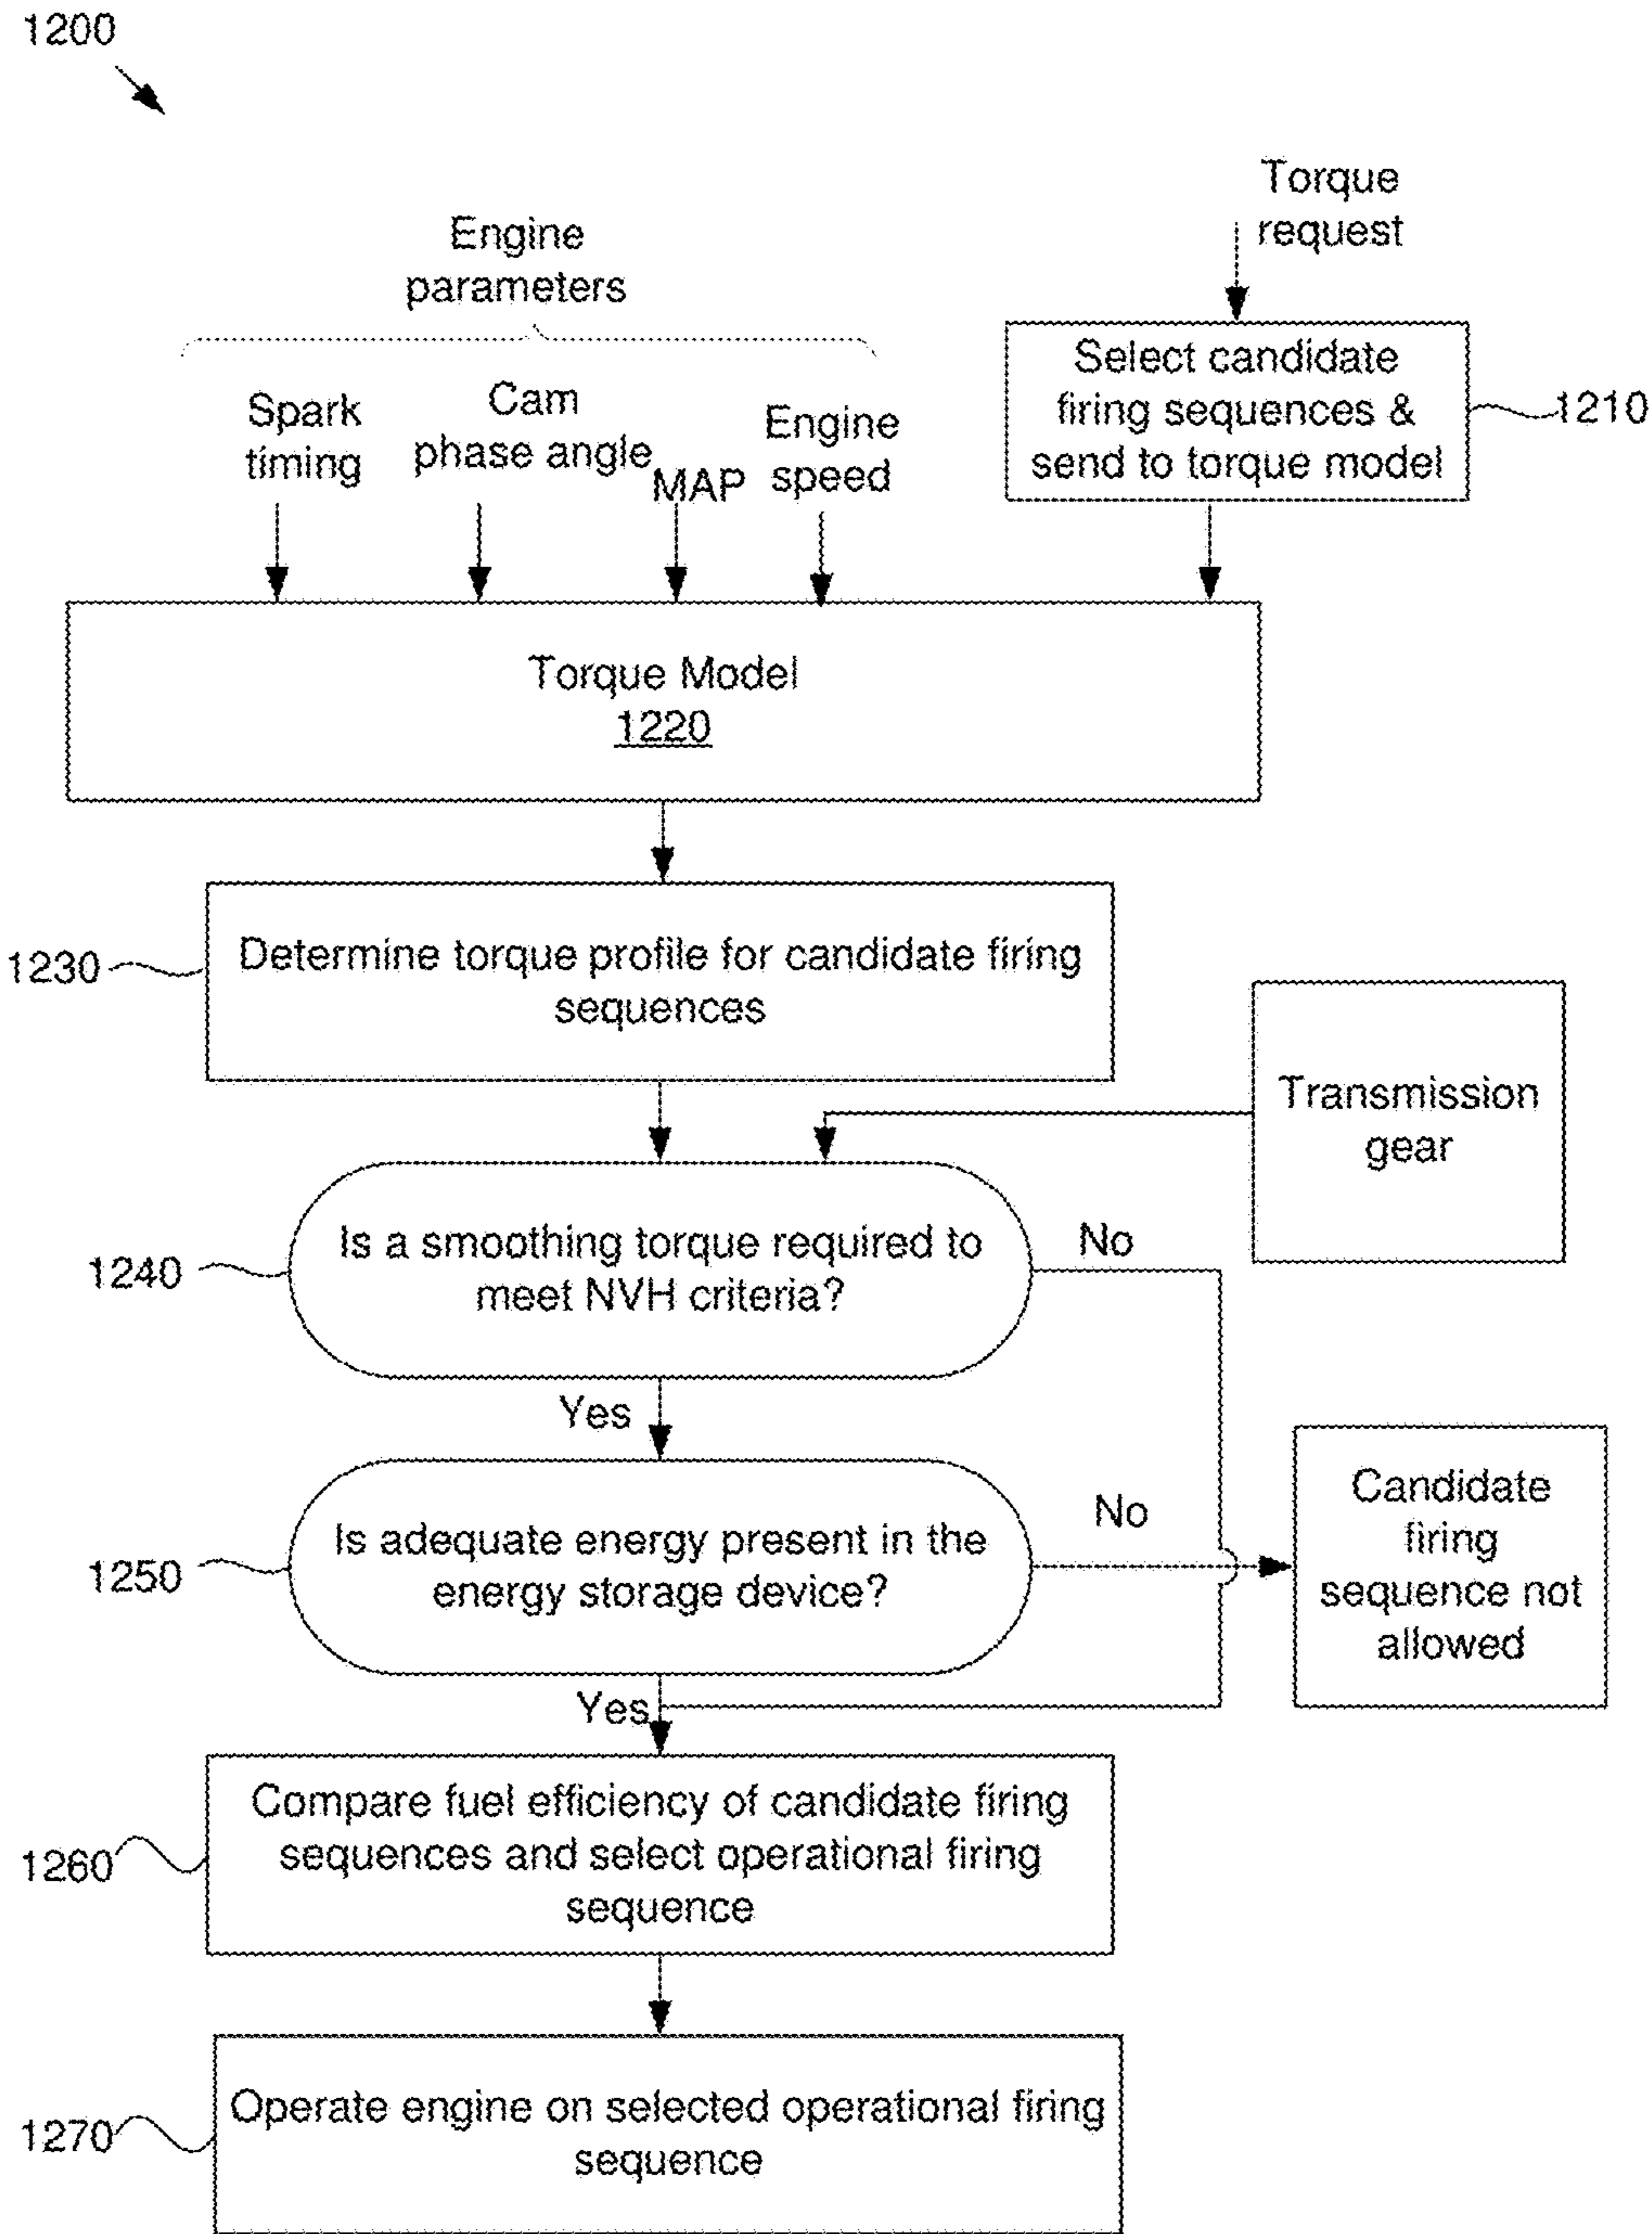 1200
Torque
request
Engine
parameters
Select candidate
firing sequences &
send to torque model
1210
Spark
timing
Cam
phase angle
MAP
Engine
speed
Torque Model
1220
1230
Determine torque profile for candidate firing
sequences
Transmission
gear
1240
Is a smoothing torque required to
meet NVH criteria?
No
Yes
1250
Is adequate energy present in the
energy storage device?
No
Candidate
firing
sequence not
allowed
Yes
1260
Compare fuel efficiency of candidate firing
sequences and select operational firing
sequence
1270
Operate engine on selected operational firing
sequence